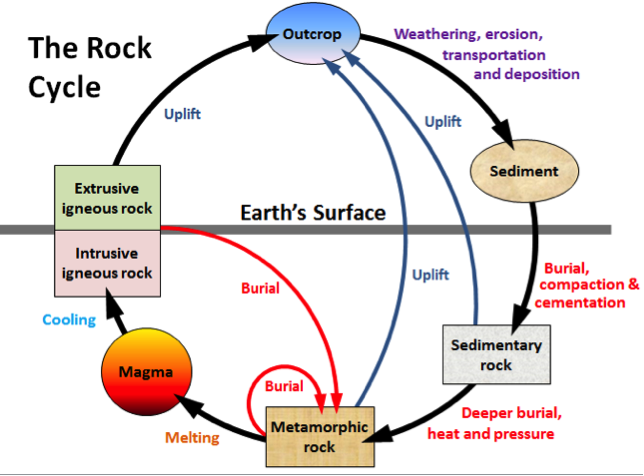 The Rock
Cycle
Outcrop
Weathering, erosion,
transportation
and deposition
Uplift
Uplift
Sediment
Extrusive
igneous rock
Earth's Surface
Intrusive
igneous rock
Burial
Uplift
Burial,
compaction &
cementation
Cooling
Sedimentary
rock
Magma
Burial
Deeper burial,
heat and pressure
Metamorphic
rock
Melting